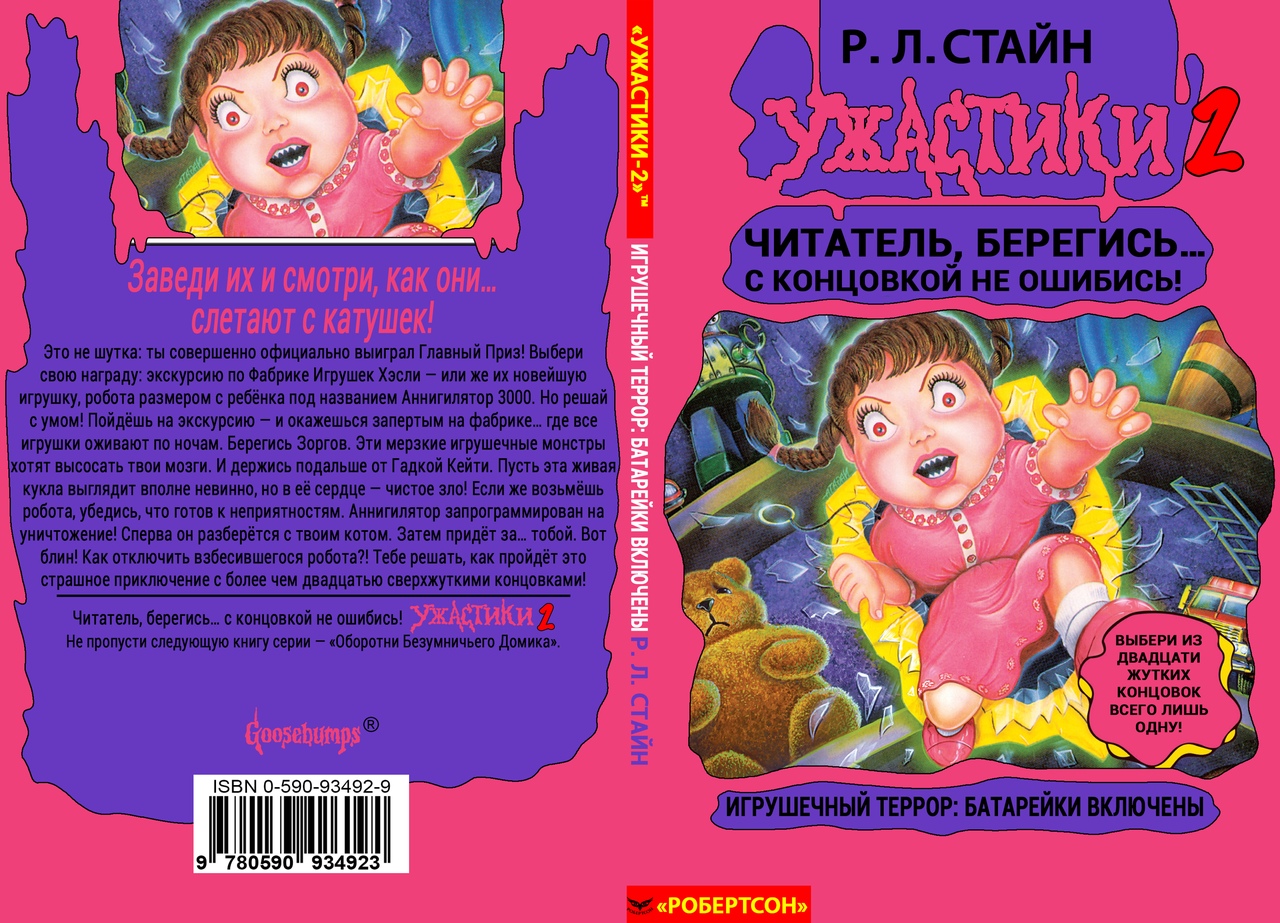 Заведи их и смотри, как они...
слетают с катушек!
Это не шутка: ты совершенно официально выиграл Главный Приз! Выбери
свою награду: экскурсию по Фабрике Игрушек Хэсли — или же их новейшую
игрушку, робота размером с ребёнка под названием Аннигилятор 3000. Но решай
с умом! Пойдёшь на экскурсию — и окажешься запертым на фабрике... где все
игрушки оживают по ночам. Берегись Зоргов. Эти мерзкие игрушечные монстры
хотят высосать твои мозги. И держись подальше от Гадкой Кейти. Пусть эта живая
кукла выглядит вполне невинно, но в её сердце — чистое зло! Если же возьмёшь
робота, убедись, что готов к неприятностям. Аннигилятор запрограммирован на
уничтожение! Сперва он разберётся с твоим котом. Затем придёт за... тобой. Вот
блин! Как отключить взбесившегося робота?! Тебе решать, как пройдёт это
страшное приключение с более чем двадцатью сверхжуткими концовками!
Читатель, берегись... с концовкой не ошибись! УЖАСТИКИ 2
Не пропусти следующую книгу серии — «Оборотни Безумничьего Домика».
Goosebumps®
ISBN 0-590-93492-9
9 780590 934923
«УЖАСТИКИ-2»™
ИГРУШЕЧНЫЙ ТЕРРОР: БАТАРЕЙКИ ВКЛЮЧЕНЫ Р. Л. СТАЙН
«РОБЕРТСОН»
Р. Л. СТАЙН
УЖАСТИКИ 2
ЧИТАТЕЛЬ, БЕРЕГИСЬ...
С КОНЦОВКОЙ НЕ ОШИБИСЬ!
ВЫБЕРИ ИЗ
ДВАДЦАТИ
ЖУТКИХ
КОНЦОВОК
ВСЕГО ЛИШЬ
ОДНУ!
ИГРУШЕЧНЫЙ ТЕРРОР: БАТАРЕЙКИ ВКЛЮЧЕНЫ